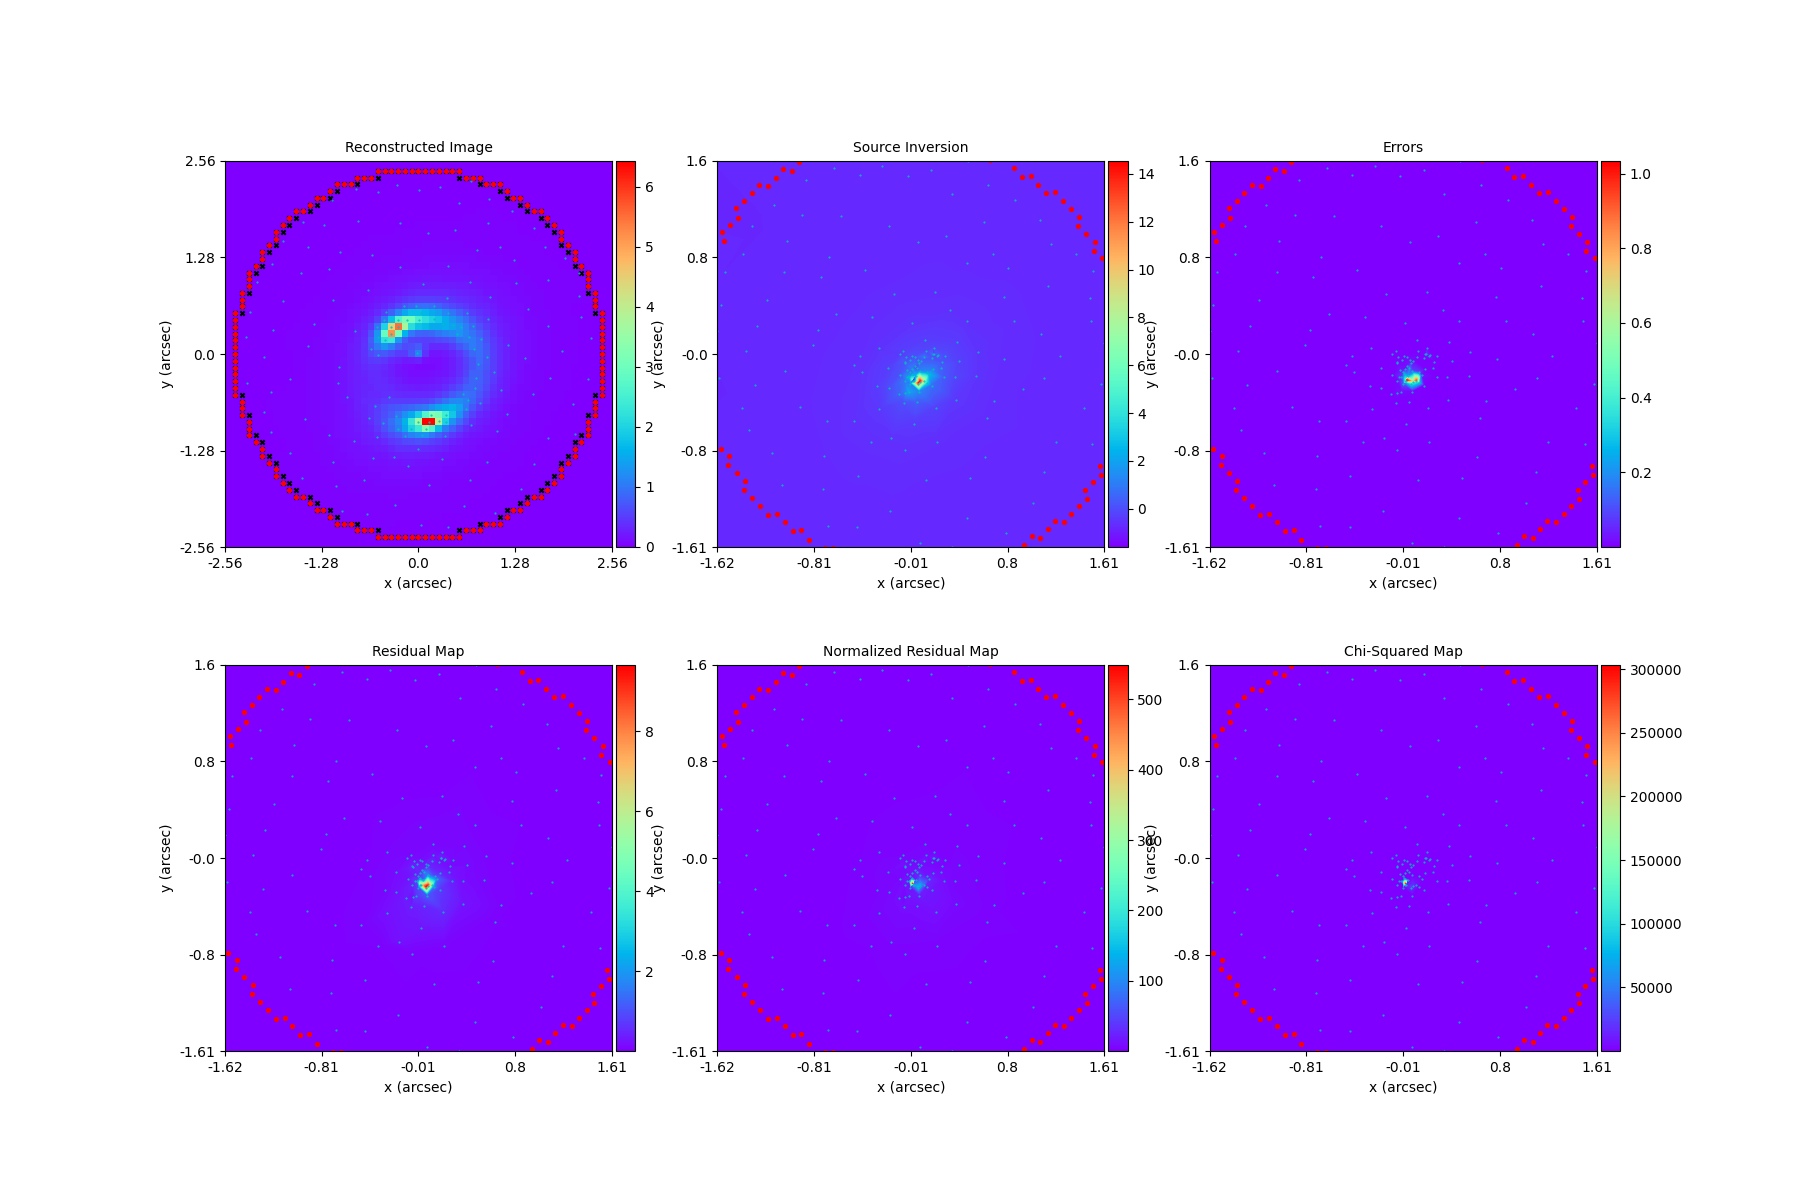 Reconstructed Image
2.56
1.28
0.0
-1.28
-2.56
y (arcsec)
-2.56 -1.28 0.0 1.28 2.56
x (arcsec)
6
5
4
3
2
1
0
Source Inversion
1.6
0.8
-0.0
-0.8
-1.61
y (arcsec)
-1.62 -0.81 -0.01 0.8 1.61
x (arcsec)
14
12
10
8
6
4
2
0
Errors
1.6
0.8
-0.0
-0.8
-1.61
y (arcsec)
-1.62 -0.81 -0.01 0.8 1.61
x (arcsec)
1.0
0.8
0.6
0.4
0.2
Residual Map
1.6
0.8
-0.0
-0.8
-1.61
y (arcsec)
-1.62 -0.81 -0.01 0.8 1.61
x (arcsec)
8
6
4
2
Normalized Residual Map
1.6
0.8
-0.0
-0.8
-1.61
y (arcsec)
-1.62 -0.81 -0.01 0.8 1.61
x (arcsec)
500
400
300
200
100
Chi-Squared Map
1.6
0.8
-0.0
-0.8
-1.61
y (arcsec)
-1.62 -0.81 -0.01 0.8 1.61
x (arcsec)
300000
250000
200000
150000
100000
50000